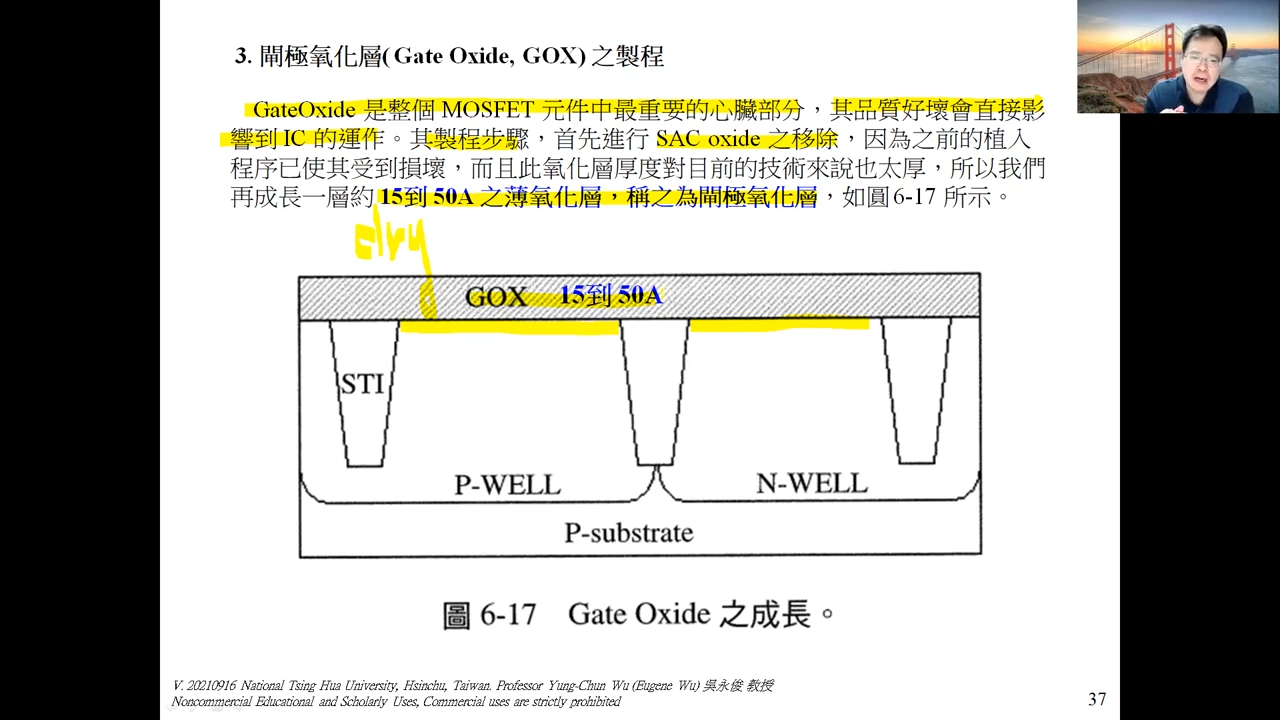 3. 閘極氧化層( Gate Oxide, GOX ) 之製程
GateOxide 是整個 MOSFET 元件中最重要的心臟部分，其品質好壞會直接影
響到 IC 的運作。其製程步驟，首先進行 SAC oxide 之移除，因為之前的植入
程序已使其受到損壞，而且此氧化層厚度對目前的技術來說也太厚，所以我們
再成長一層約 15到 50A 之薄氧化層，稱之為閘極氧化層，如圓6-17 所示。
dry
GOX 15到 50A
STI
P-WELL N-WELL
P-substrate
圖 6-17 Gate Oxide 之成長。
V. 20210916 National Tsing Hua University, Hsinchu, Taiwan. Professor Yung-Chun Wu (Eugene Wu) 吳永俊 教授
Noncommercial Educational and Scholarly Uses, Commercial uses are strictly prohibited
37